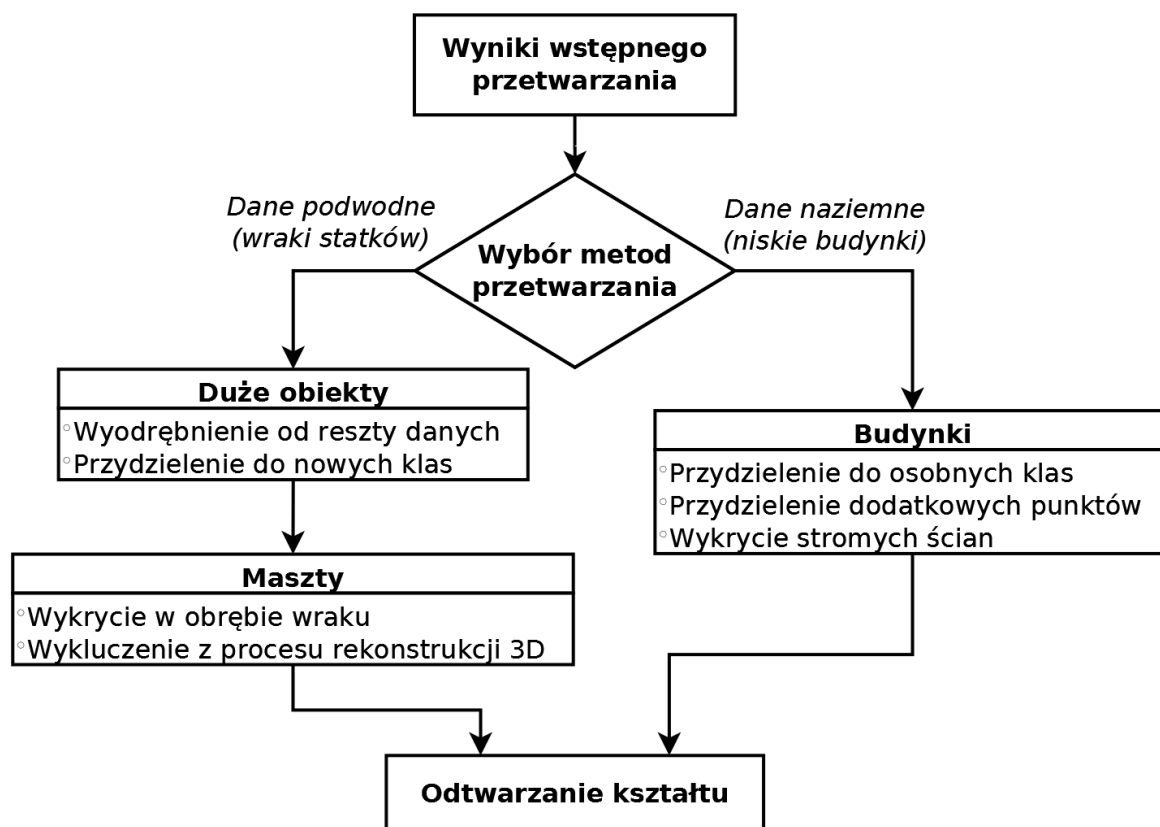 Wyniki wstępnego
przetwarzania
Dane podwodne
(wraki statków)
Dane naziemne
(niskie budynki)
Wybór metod
przetwarzania
Duże obiekty
◦Wyodrębnienie od reszty danych
◦Przydzielenie do nowych klas
Budynki
◦Przydzielenie do osobnych klas
◦Przydzielenie dodatkowych punktów
◦Wykrycie stromych ścian
Maszty
◦Wykrycie w obrębie wraku
◦Wykluczenie z procesu rekonstrukcji 3D
Odtwarzanie kształtu